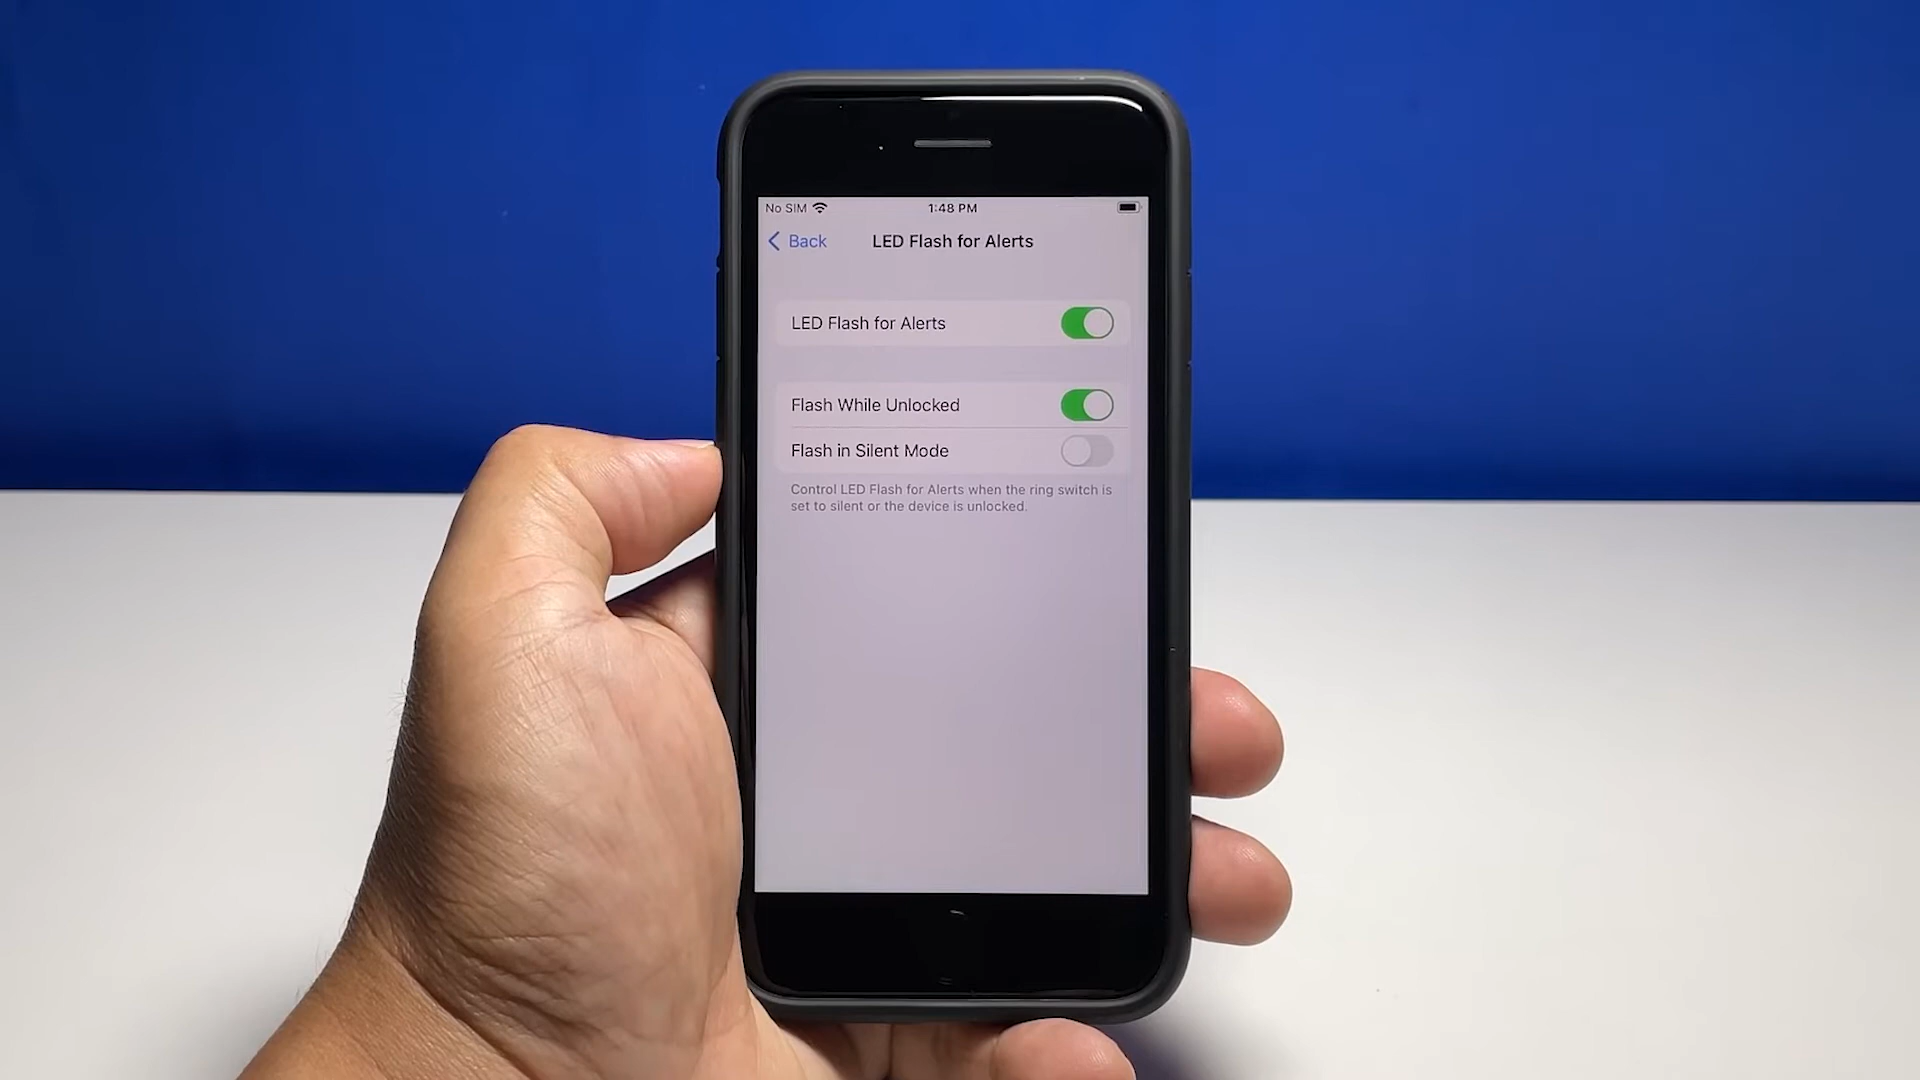 No SIM 1:48 PM
Back LED Flash for Alerts
LED Flash for Alerts
Flash While Unlocked
Flash in Silent Mode
Control LED Flash for Alerts when the ring switch is
set to silent or the device is unlocked.